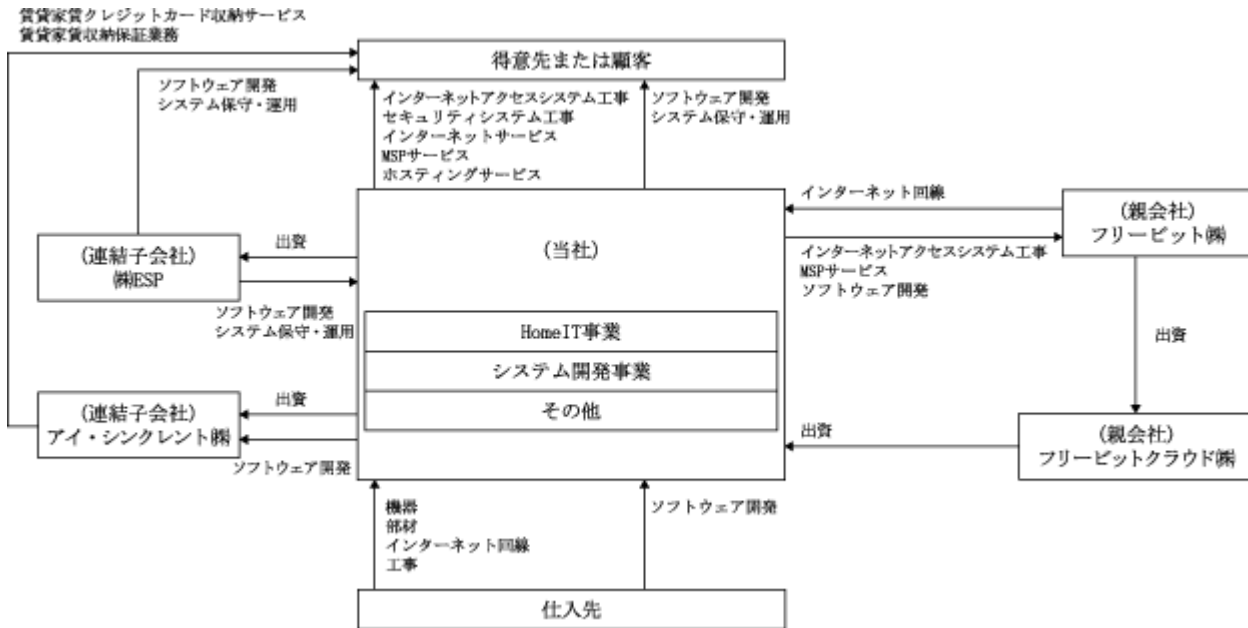 賃貸家賃クレジットカード収納サービス
賃貸家賃収納保証業務
得意先または顧客
ソフトウェア開発
システム保守・運用
インターネットアクセスシステム工事
セキュリティシステム工事
インターネットサービス
MSPサービス
ホスティングサービス
ソフトウェア開発
システム保守・運用
(連結子会社)
㈱ESP
出資
ソフトウェア開発
システム保守・運用
(当社)
HomeIT事業
システム開発事業
その他
インターネット回線
インターネットアクセスシステム工事
MSPサービス
ソフトウェア開発
(親会社)
フリービット㈱
出資
(連結子会社)
アイ・シンクレント㈱
出資
ソフトウェア開発
出資
(親会社)
フリービットクラウド㈱
機器
部材
インターネット回線
工事
ソフトウェア開発
仕入先